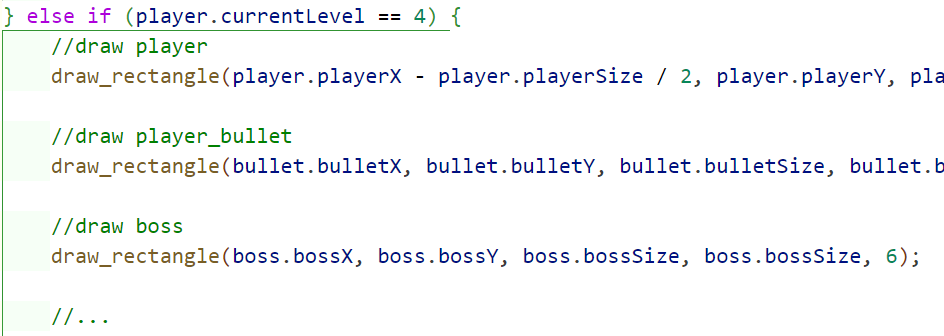 } else if (player.currentLevel == 4) {
//draw player
draw_rectangle(player.playerX - player.playerSize / 2, player.playerY, pla
//draw player_bullet
draw_rectangle(bullet.bulletX, bullet.bulletY, bullet.bulletSize, bullet.b
//draw boss
draw_rectangle(boss.bossX, boss.bossY, boss.bossSize, boss.bossSize, 6);
//...